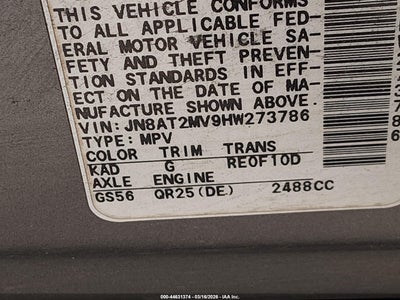 THIS VEHICLE CONFORMS
TO ALL APPLICABLE FED-
ERAL MOTOR VEHICLE SA-
FETY AND THEFT PREVEN-
TION STANDARDS IN EFF-
ECT ON THE DATE OF MA-
NUFACTURE SHOWN ABOVE.
VIN: JN8AT2MV9HW273786
TYPE: MPV
COLOR TRIM TRANS
KAD G RE0F10D
AXLE ENGINE
GS56 QR25(DE) 2488CC
000-44631374 - 03/16/2026 - IAA LLC